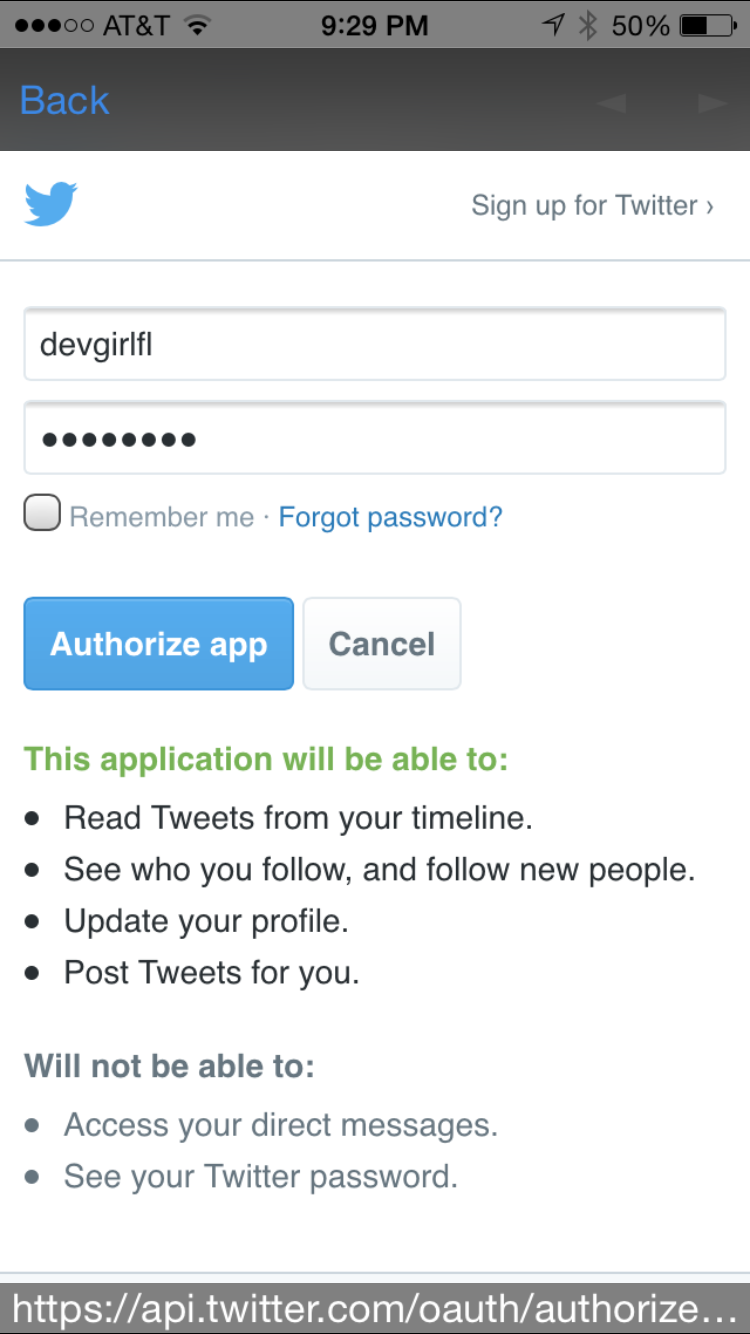 AT&T 9:29 PM 50%
Back
Sign up for Twitter ›
devgirlfl
••••••••
Remember me · Forgot password?
Authorize app Cancel
This application will be able to:
• Read Tweets from your timeline.
• See who you follow, and follow new people.
• Update your profile.
• Post Tweets for you.
Will not be able to:
• Access your direct messages.
• See your Twitter password.
https://api.twitter.com/oauth/authorize...